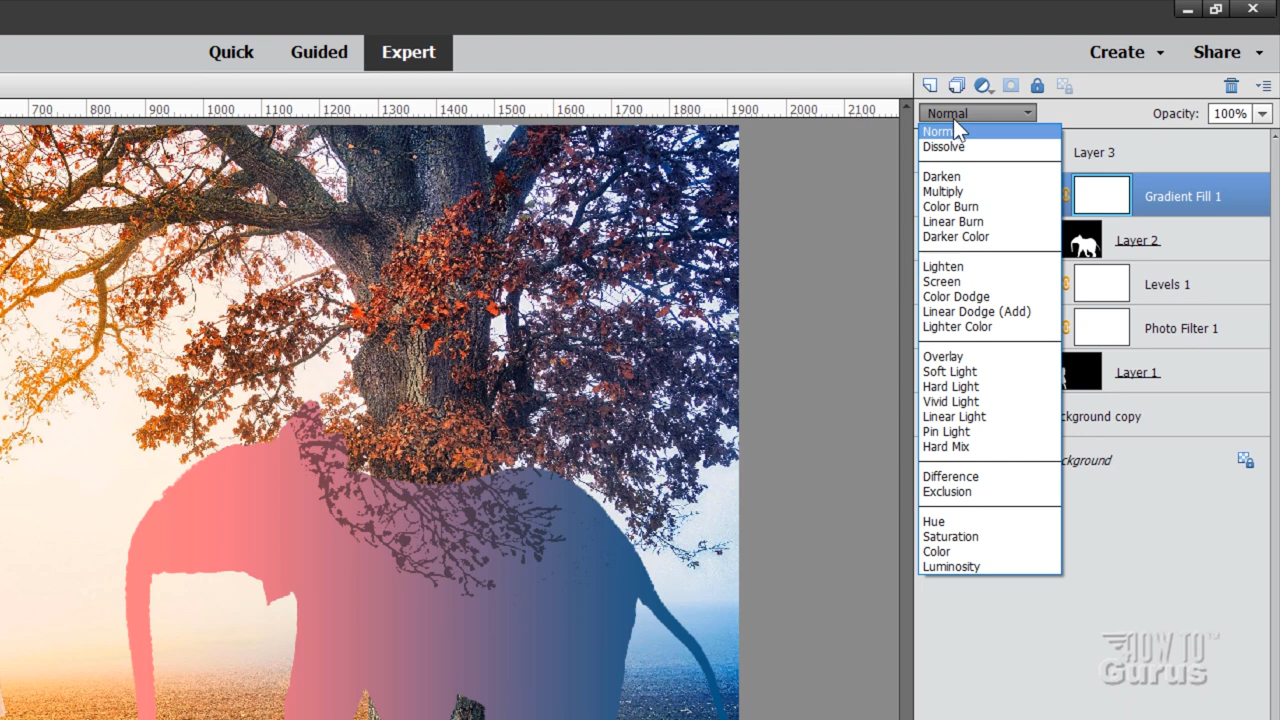 Quick Guided Expert Create Share
700 800 900 1000 1100 1200 1300 1400 1500 1600 1700 1800 1900 2000 2100
Normal Opacity: 100%
Norm
Dissolve
Darken
Multiply
Color Burn
Linear Burn
Darker Color
Lighten
Screen
Color Dodge
Linear Dodge (Add)
Lighter Color
Overlay
Soft Light
Hard Light
Vivid Light
Linear Light
Pin Light
Hard Mix
Difference
Exclusion
Hue
Saturation
Color
Luminosity
Layer 3
Gradient Fill 1
Layer 2
Levels 1
Photo Filter 1
Layer 1
ckground copy
ckground
HOW TO™
Gurus